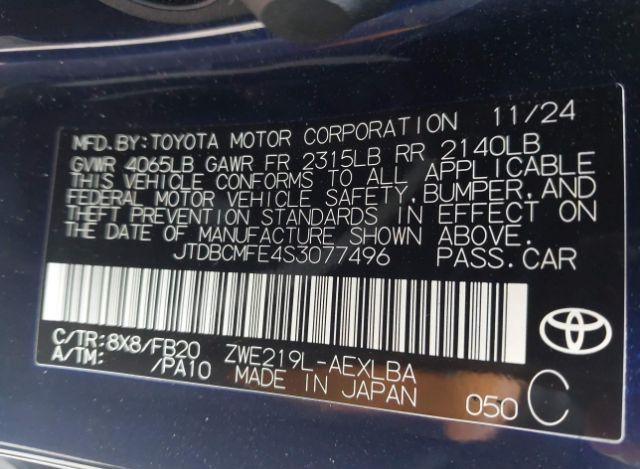 MFD.BY:TOYOTA MOTOR CORPORATION 11/24
GVWR 4065LB GAWR FR 2315LB RR 2140LB
THIS VEHICLE CONFORMS TO ALL APPLICABLE
FEDERAL MOTOR VEHICLE SAFETY,BUMPER,AND
THEFT PREVENTION STANDARDS IN EFFECT ON
THE DATE OF MANUFACTURE SHOWN ABOVE.
JTDBCMFE4S3077496 PASS.CAR
C/TR:8X8/FB20 ZWE219L-AEXLBA
A/TM: /PA10 MADE IN JAPAN 050 C